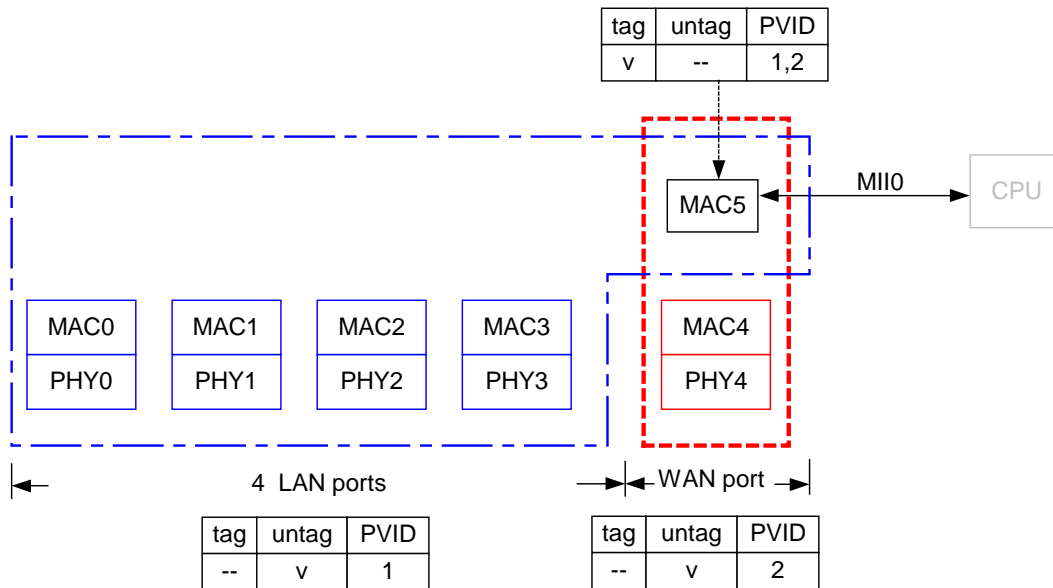 tag untag PVID
v -- 1,2
MII0
CPU
MAC5
MAC0 MAC1 MAC2 MAC3 MAC4
PHY0 PHY1 PHY2 PHY3 PHY4
4 LAN ports WAN port
tag untag PVID tag untag PVID
-- v 1 -- v 2